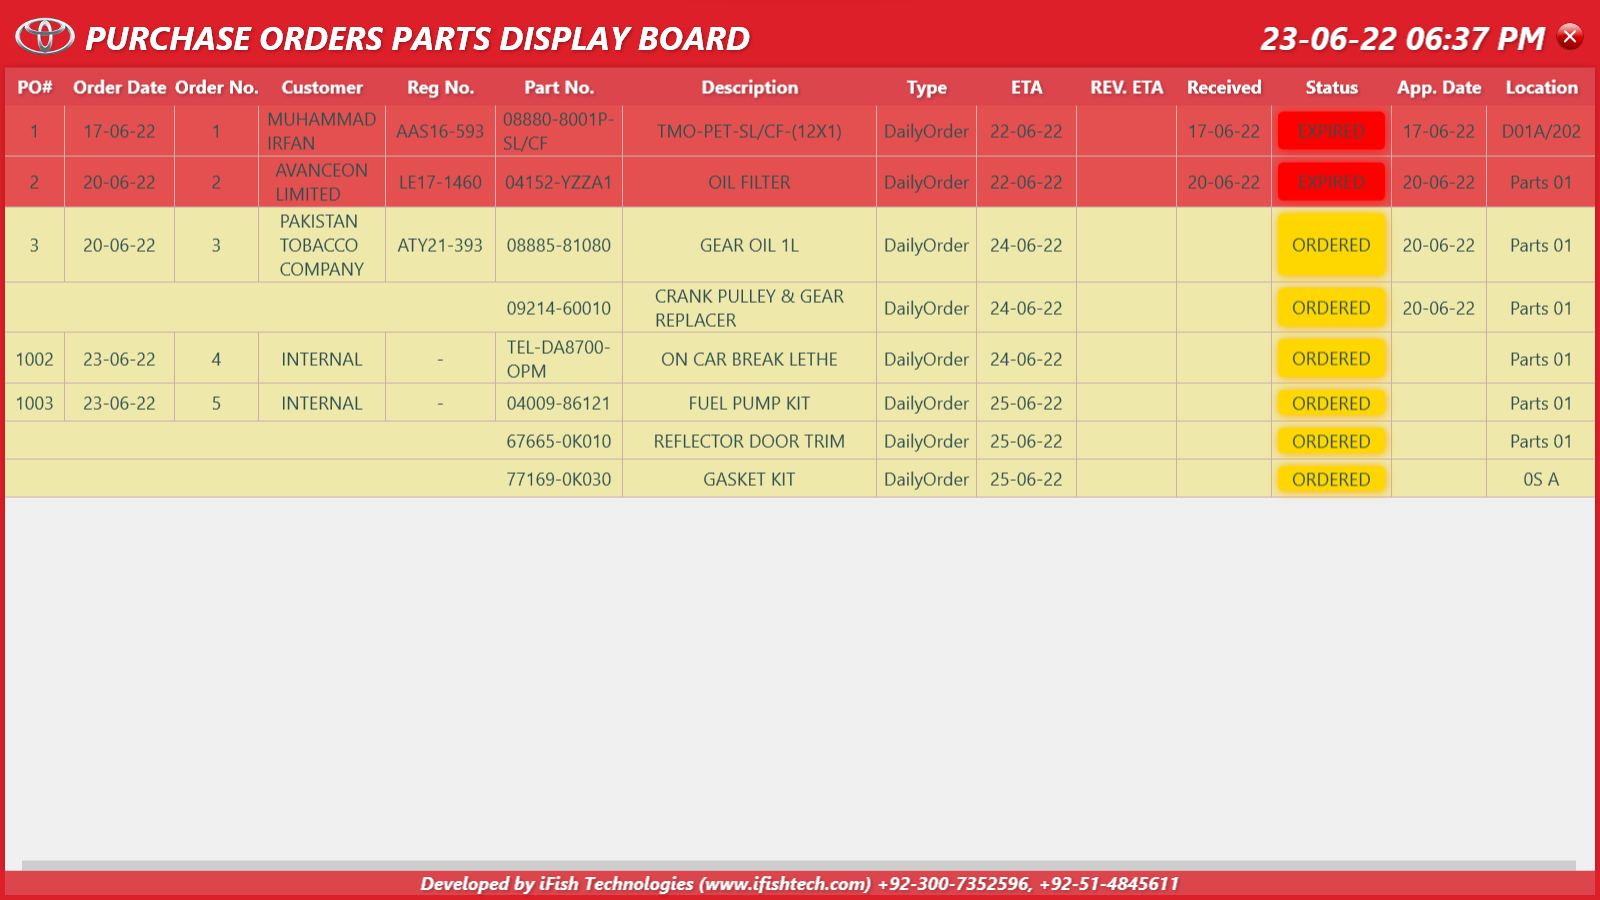 PURCHASE ORDERS PARTS DISPLAY BOARD 23-06-22 06:37 PM
PO# Order Date Order No. Customer Reg No. Part No. Description Type ETA REV. ETA Received Status App. Date Location
1 17-06-22 1 MUHAMMAD IRFAN AAS16-593 08880-8001P-SL/CF TMO-PET-SL/CF-(12X1) DailyOrder 22-06-22 17-06-22 EXPIRED 17-06-22 D01A/202
2 20-06-22 2 AVANCEON LIMITED LE17-1460 04152-YZZA1 OIL FILTER DailyOrder 22-06-22 20-06-22 EXPIRED 20-06-22 Parts 01
3 20-06-22 3 PAKISTAN TOBACCO COMPANY ATY21-393 08885-81080 GEAR OIL 1L DailyOrder 24-06-22 ORDERED 20-06-22 Parts 01
09214-60010 CRANK PULLEY & GEAR REPLACER DailyOrder 24-06-22 ORDERED 20-06-22 Parts 01
1002 23-06-22 4 INTERNAL - TEL-DA8700-OPM ON CAR BREAK LETHE DailyOrder 24-06-22 ORDERED Parts 01
1003 23-06-22 5 INTERNAL - 04009-86121 FUEL PUMP KIT DailyOrder 25-06-22 ORDERED Parts 01
67665-0K010 REFLECTOR DOOR TRIM DailyOrder 25-06-22 ORDERED Parts 01
77169-0K030 GASKET KIT DailyOrder 25-06-22 ORDERED 0S A
Developed by iFish Technologies (www.ifishtech.com) +92-300-7352596, +92-51-4845611